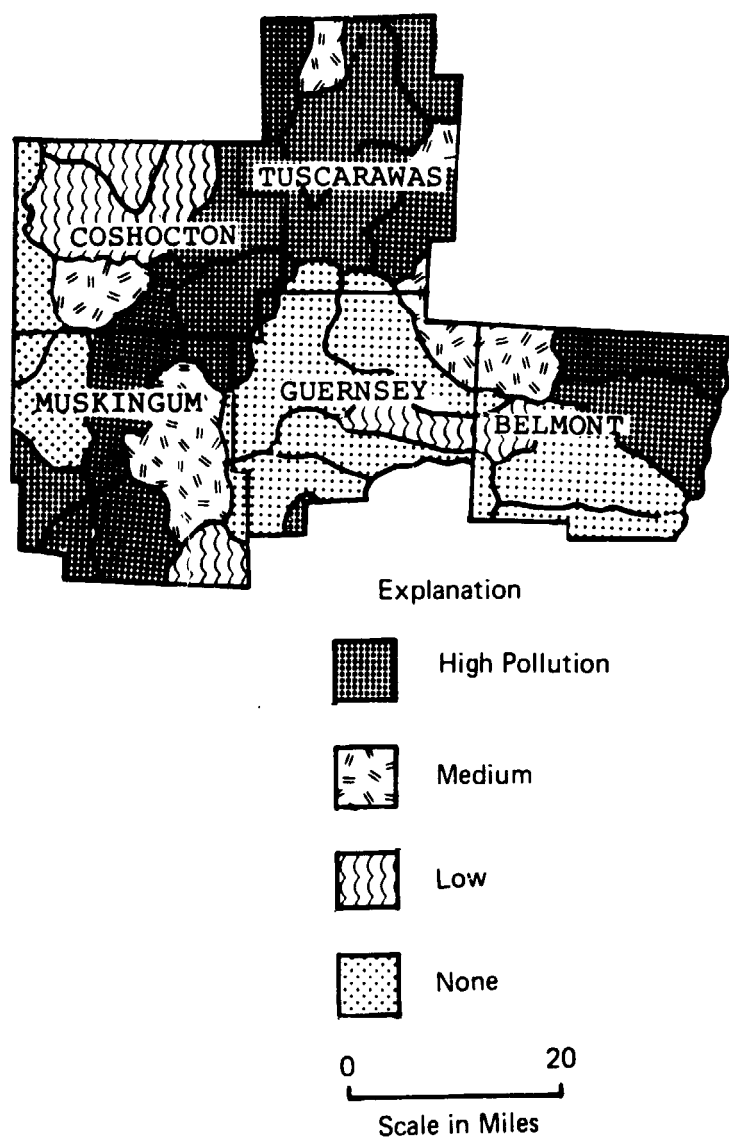 TUSCARAWAS
COSHOCTON
GUERNSEY
MUSKINGUM
BELMONT
Explanation
High Pollution
Medium
Low
None
0 20
Scale in Miles